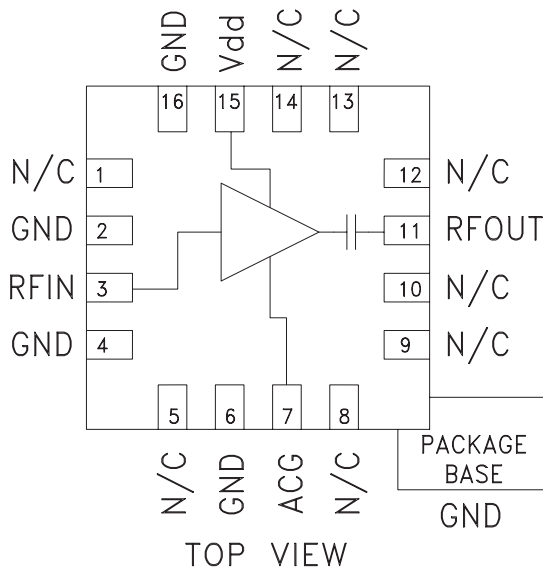 GND Vdd N/C N/C
16 15 14 13
N/C 1 12 N/C
GND 2 11 RFOUT
RFIN 3 10 N/C
GND 4 9 N/C
5 6 7 8
N/C GND ACG N/C
PACKAGE
BASE
GND
TOP VIEW